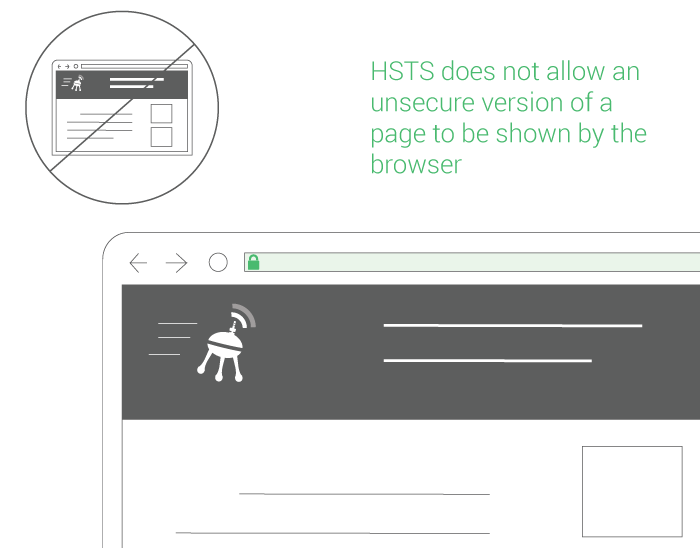 HSTS does not allow an
unsecure version of a
page to be shown by the
browser